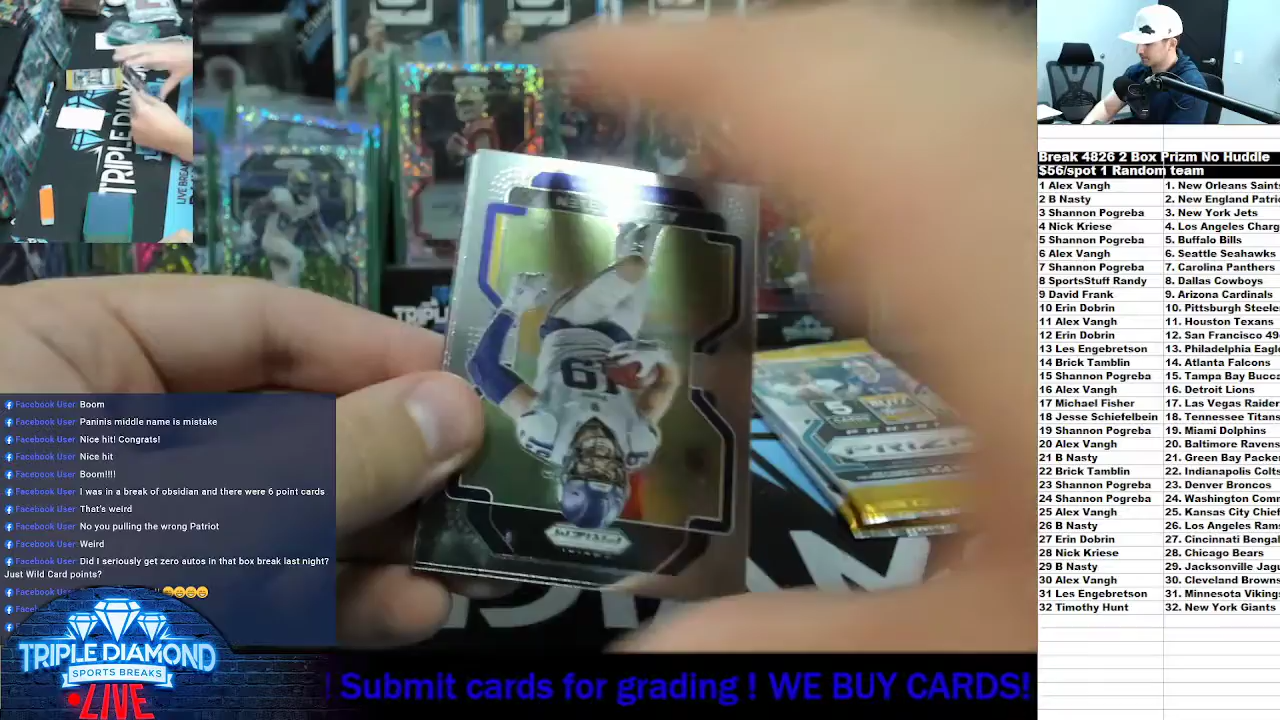 Break 4826 2 Box Prizm No Huddle
$56/spot 1 Random team
1 Alex Vangh 1. New Orleans Saint
2 B Nasty 2. New England Patri
3 Shannon Pogreba 3. New York Jets
4 Nick Kriese 4. Los Angeles Charg
5 Shannon Pogreba 5. Buffalo Bills
6 Alex Vangh 6. Seattle Seahawks
7 Shannon Pogreba 7. Carolina Panthers
8 SportsStuff Randy 8. Dallas Cowboys
9 David Frank 9. Arizona Cardinals
10 Erin Dobrin 10. Pittsburgh Steele
11 Alex Vangh 11. Houston Texans
12 Erin Dobrin 12. San Francisco 49
13 Les Engebretson 13. Philadelphia Eagl
14 Brick Tamblin 14. Atlanta Falcons
15 Shannon Pogreba 15. Tampa Bay Bucc
16 Alex Vangh 16. Detroit Lions
17 Michael Fisher 17. Las Vegas Raider
18 Jesse Schiefelbein 18. Tennessee Titans
19 Shannon Pogreba 19. Miami Dolphins
20 Alex Vangh 20. Baltimore Ravens
21 B Nasty 21. Green Bay Packe
22 Brick Tamblin 22. Indianapolis Colts
23 Shannon Pogreba 23. Denver Broncos
24 Shannon Pogreba 24. Washington Com
25 Alex Vangh 25. Kansas City Chief
26 B Nasty 26. Los Angeles Ram
27 Erin Dobrin 27. Cincinnati Bengal
28 Nick Kriese 28. Chicago Bears
29 B Nasty 29. Jacksonville Jagu
30 Alex Vangh 30. Cleveland Browns
31 Les Engebretson 31. Minnesota Viking
32 Timothy Hunt 32. New York Giants
TRIPLE DIAMOND
LIVE BREA
PRIZM
19
5
PRIZM
Facebook User Boom
Facebook User Paninis middle name is mistake
Facebook User Nice hit! Congrats!
Facebook User Nice hit
Facebook User Boom!!!!
Facebook User I was in a break of obsidian and there were 6 point cards
Facebook User That's weird
Facebook User No you pulling the wrong Patriot
Facebook User Weird
Facebook User Did I seriously get zero autos in that box break last night?
Just Wild Card points?
TRIPLE DIAMOND
SPORTS BREAKS
LIVE
! Submit cards for grading ! WE BUY CARDS!